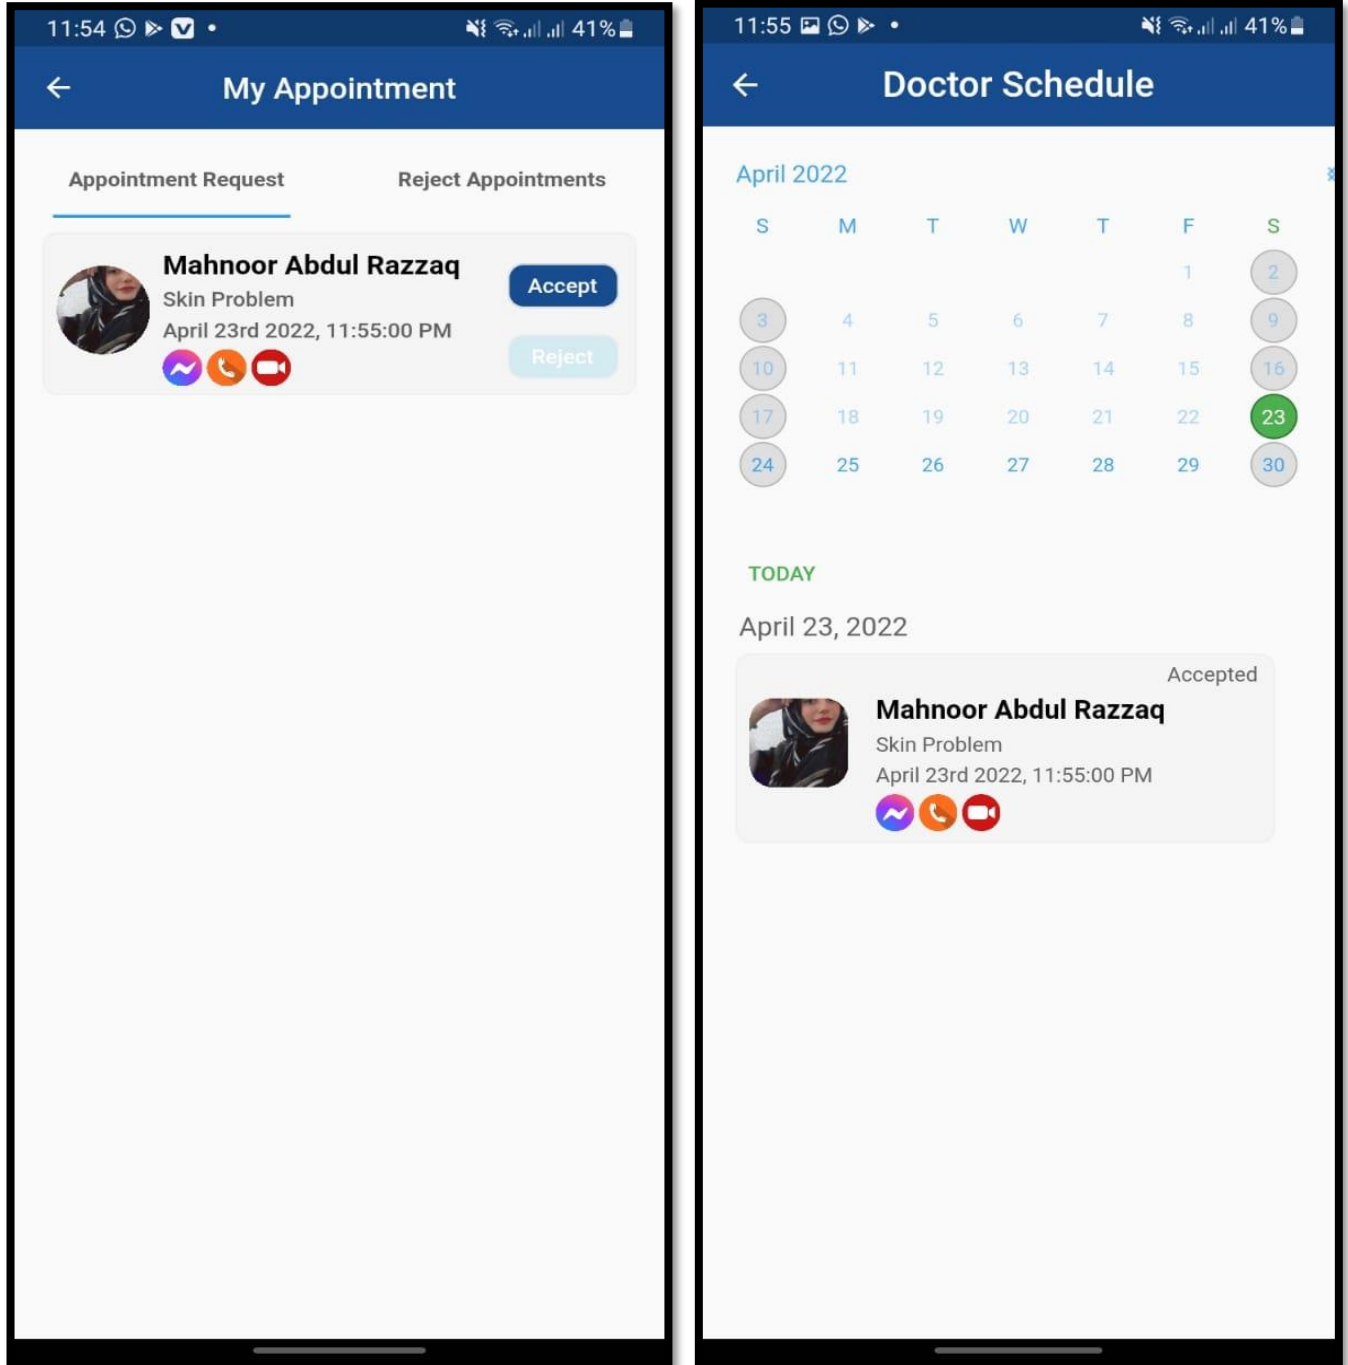 11:54
41%
My Appointment
Appointment Request
Reject Appointments
Mahnoor Abdul Razzaq
Skin Problem
April 23rd 2022, 11:55:00 PM
Accept
Reject
11:55
41%
Doctor Schedule
April 2022
S M T W T F S
1 2
3 4 5 6 7 8 9
10 11 12 13 14 15 16
17 18 19 20 21 22 23
24 25 26 27 28 29 30
TODAY
April 23, 2022
Accepted
Mahnoor Abdul Razzaq
Skin Problem
April 23rd 2022, 11:55:00 PM